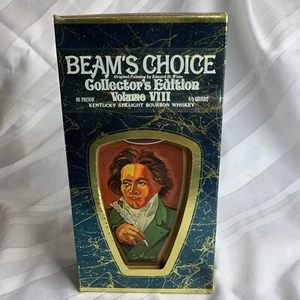 BEAM'S CHOICE
Original Painting by Edward H. Weiss
Collector's Edition
Volume VIII
86 PROOF 4/5 QUART
KENTUCKY STRAIGHT BOURBON WHISKEY